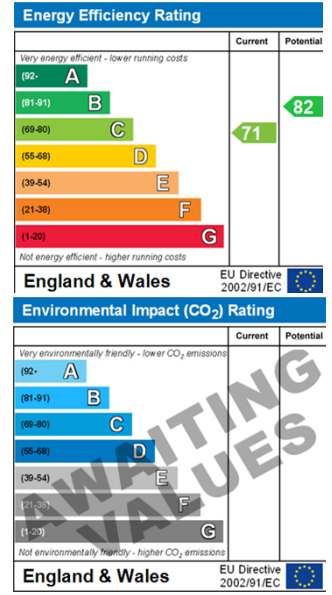 Energy Efficiency Rating
Current Potential
Very energy efficient - lower running costs
(92- A
(81-91) B
82
(69-80) C
71
(55-68) D
(39-54) E
(21-38) F
(1-20) G
Not energy efficient - higher running costs
England & Wales
EU Directive
2002/91/EC
Environmental Impact (CO2) Rating
Current Potential
Very environmentally friendly - lower CO2 emissions
(92- A
(81-91) B
(69-80) C
(55-68) D
(39-54) E
(21-38) F
(1-20) G
AWAITING
VALUES
Not environmentally friendly - higher CO2 emissions
England & Wales
EU Directive
2002/91/EC